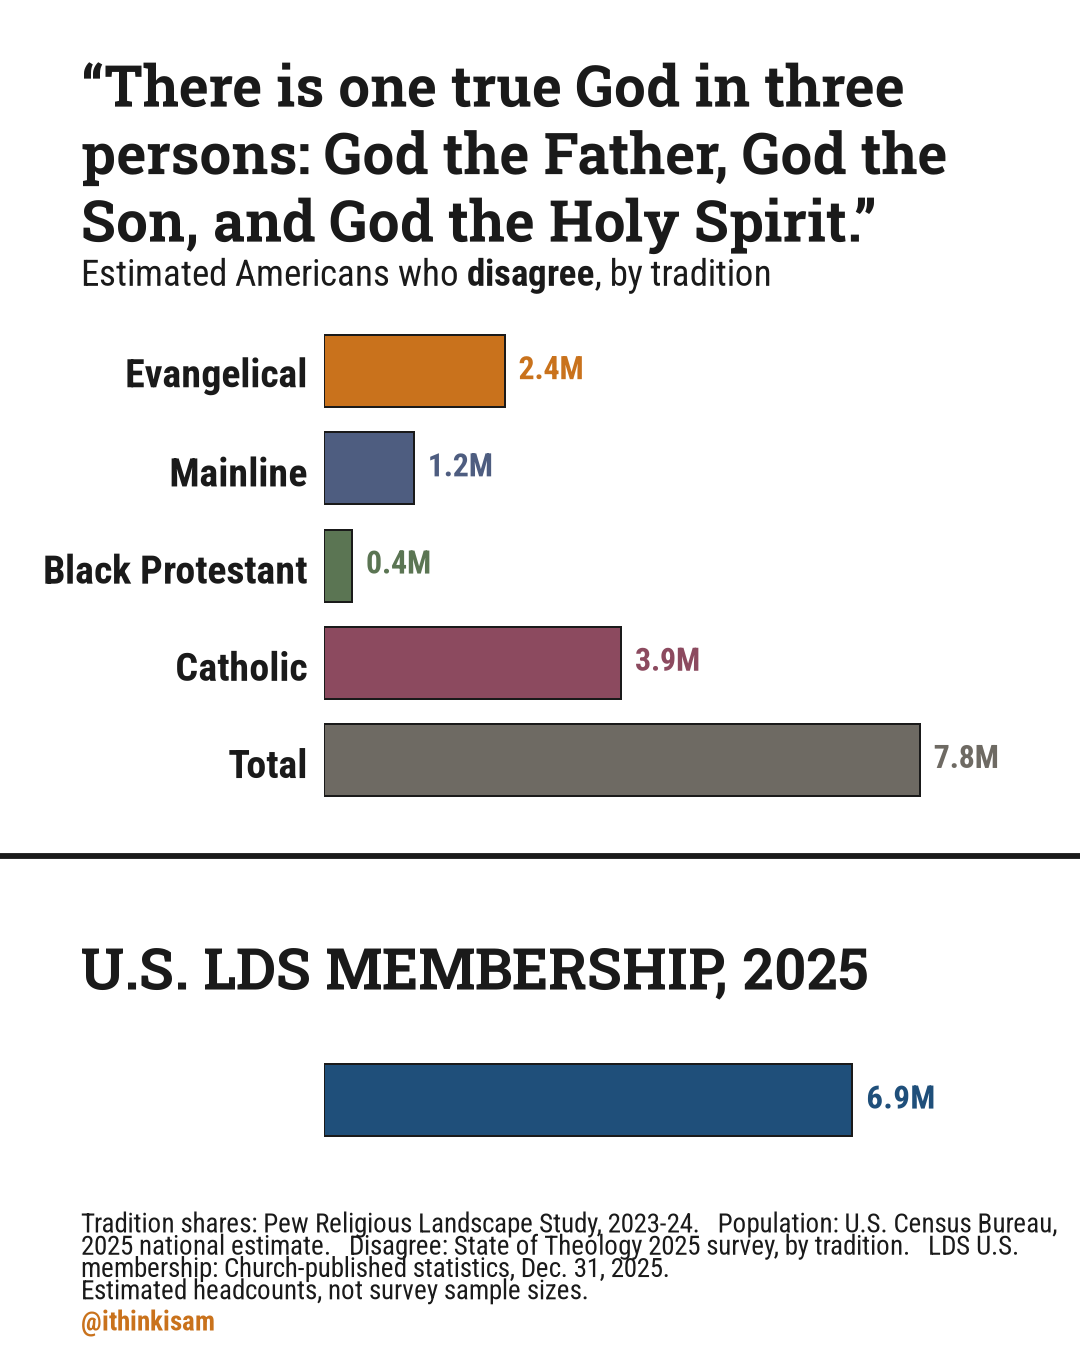 “There is one true God in three
persons: God the Father, God the
Son, and God the Holy Spirit.”
Estimated Americans who disagree, by tradition
Evangelical 2.4M
Mainline 1.2M
Black Protestant 0.4M
Catholic 3.9M
Total 7.8M
U.S. LDS MEMBERSHIP, 2025
6.9M
Tradition shares: Pew Religious Landscape Study, 2023-24. Population: U.S. Census Bureau,
2025 national estimate. Disagree: State of Theology 2025 survey, by tradition. LDS U.S.
membership: Church-published statistics, Dec. 31, 2025.
Estimated headcounts, not survey sample sizes.
@ithinkisam